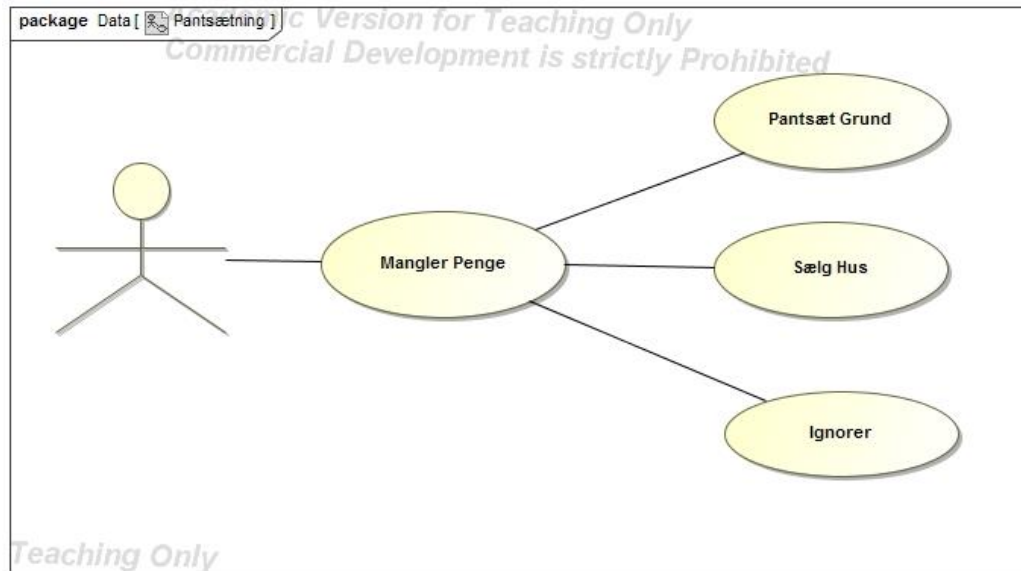 package Data [ Pantsætning ]
Academic Version for Teaching Only
Commercial Development is strictly Prohibited
Pantsæt Grund
Mangler Penge
Sælg Hus
Ignorer
Teaching Only